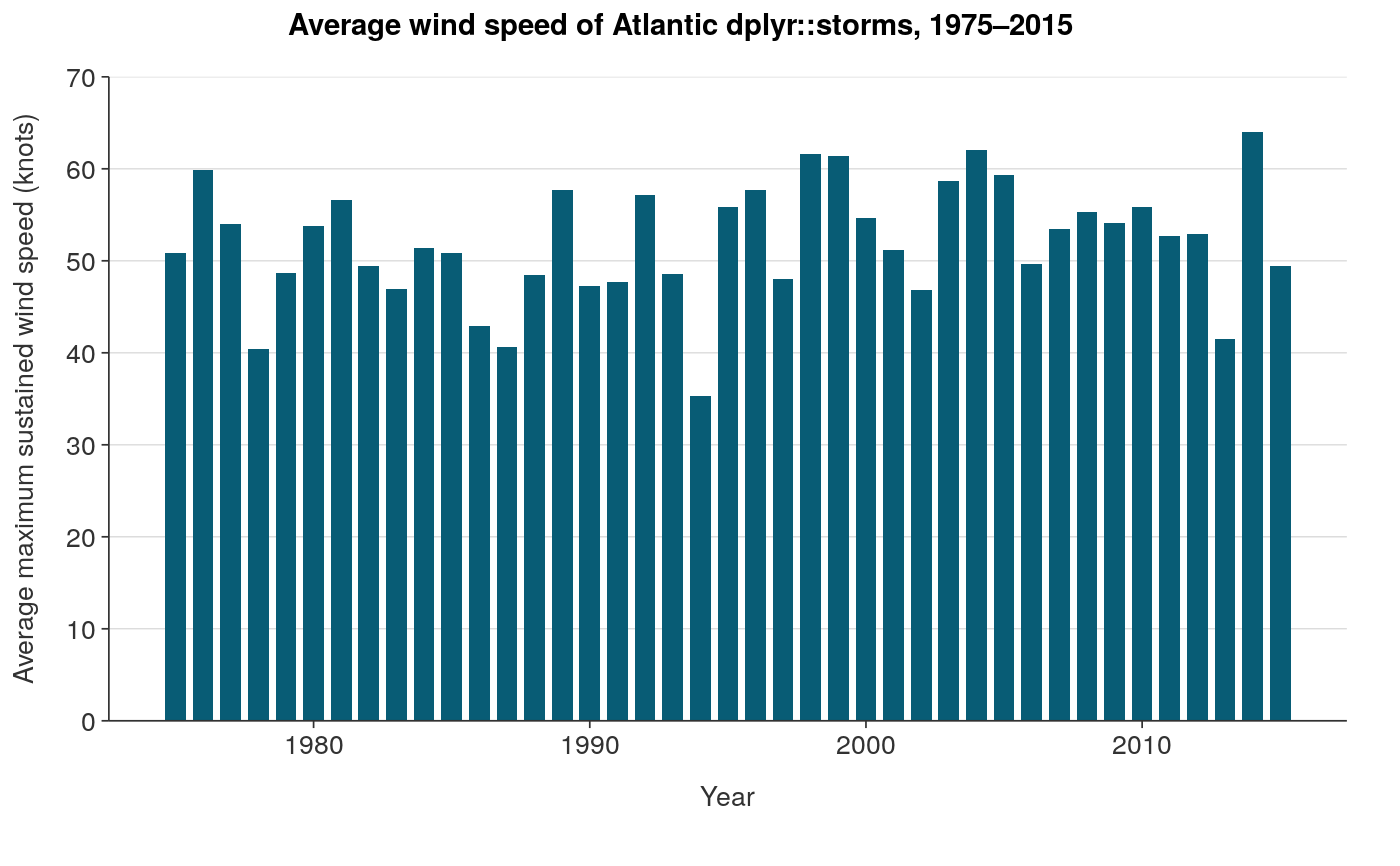 Average wind speed of Atlantic dplyr::storms, 1975–2015
Average maximum sustained wind speed (knots)
70
60
50
40
30
20
10
0
1980 1990 2000 2010
Year